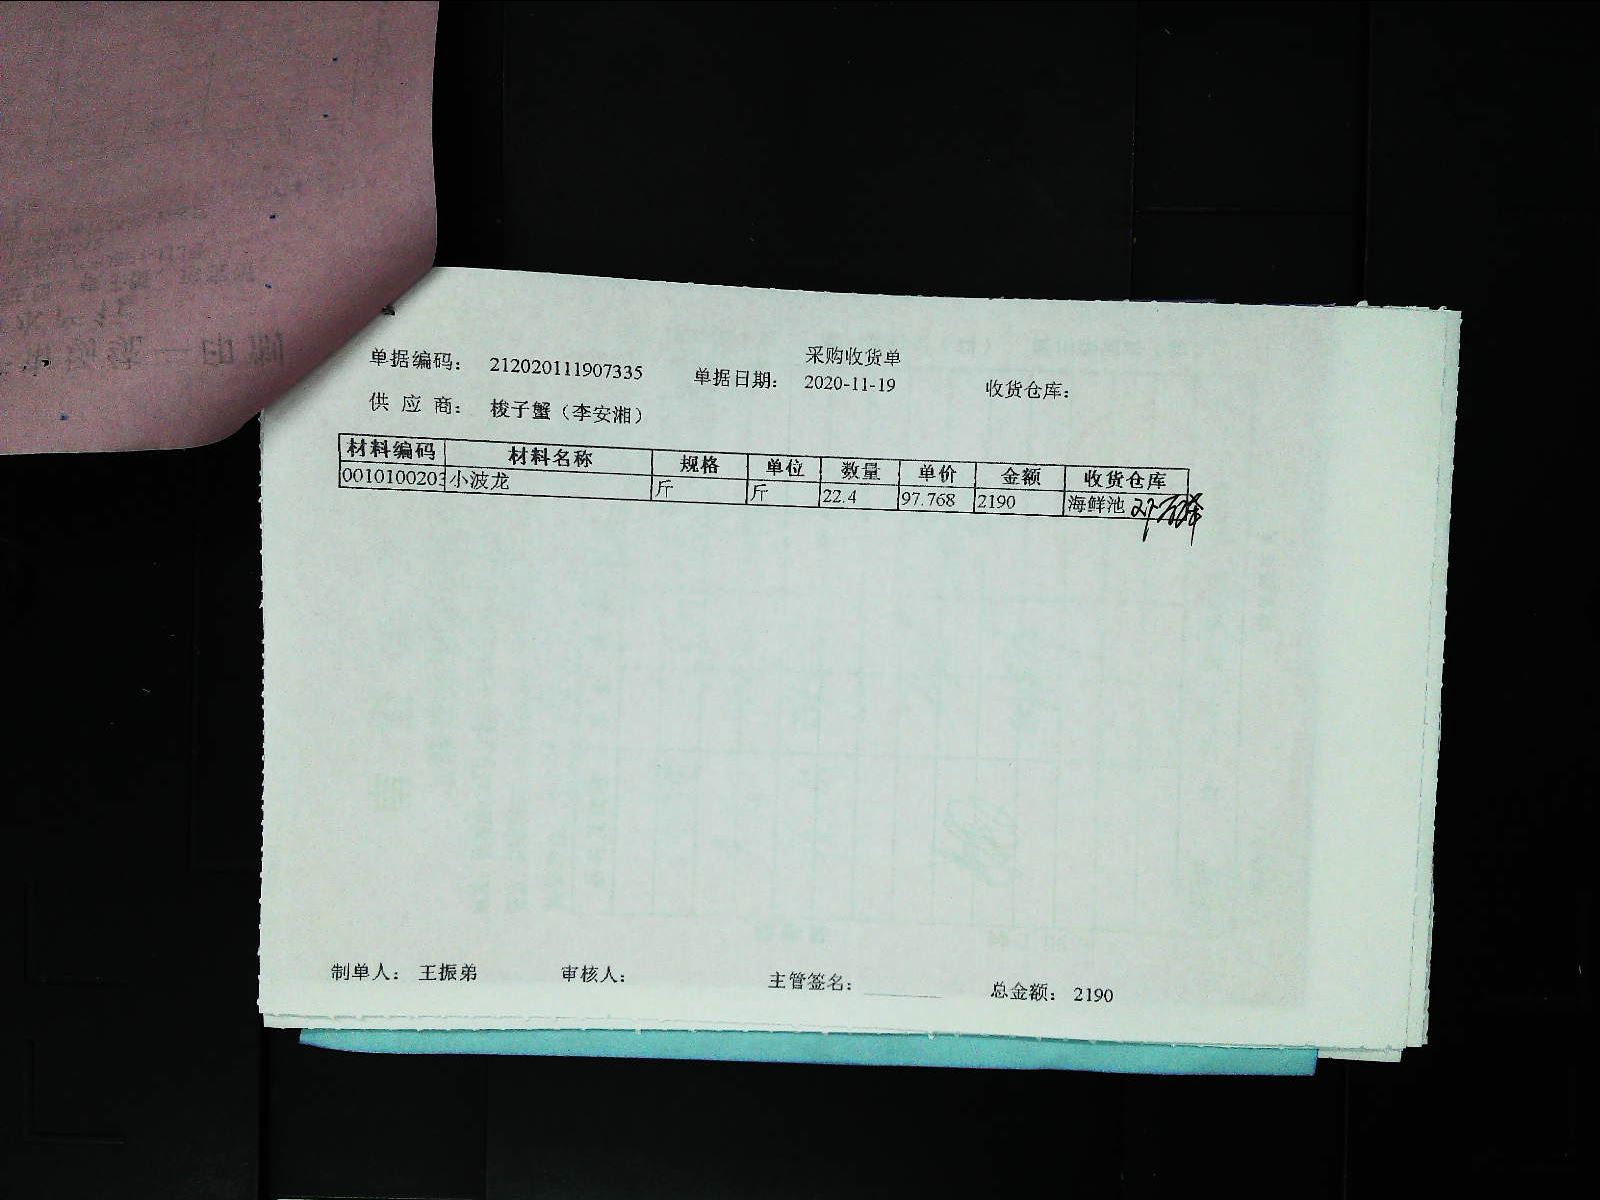 采购收货单
单据编码： 212020111907335 单据日期： 2020-11-19 收货仓库：
供 应 商： 梭子蟹（李安湘）
材料编码 材料名称 规格 单位 数量 单价 金额 收货仓库
0010100203 小波龙 斤 斤 22.4 97.768 2190 海鲜池
制单人： 王振弟 审核人： 主管签名： 总金额： 2190